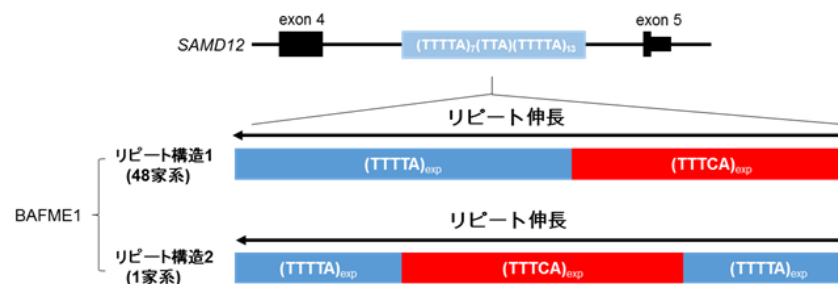 exon 4
exon 5
SAMD12
(TTTTA)7(TTA)(TTTTA)13
リピート伸長
リピート構造1
(48家系)
(TTTTA)exp
(TTTCA)exp
BAFME1
リピート伸長
リピート構造2
(1家系)
(TTTTA)exp
(TTTCA)exp
(TTTTA)exp